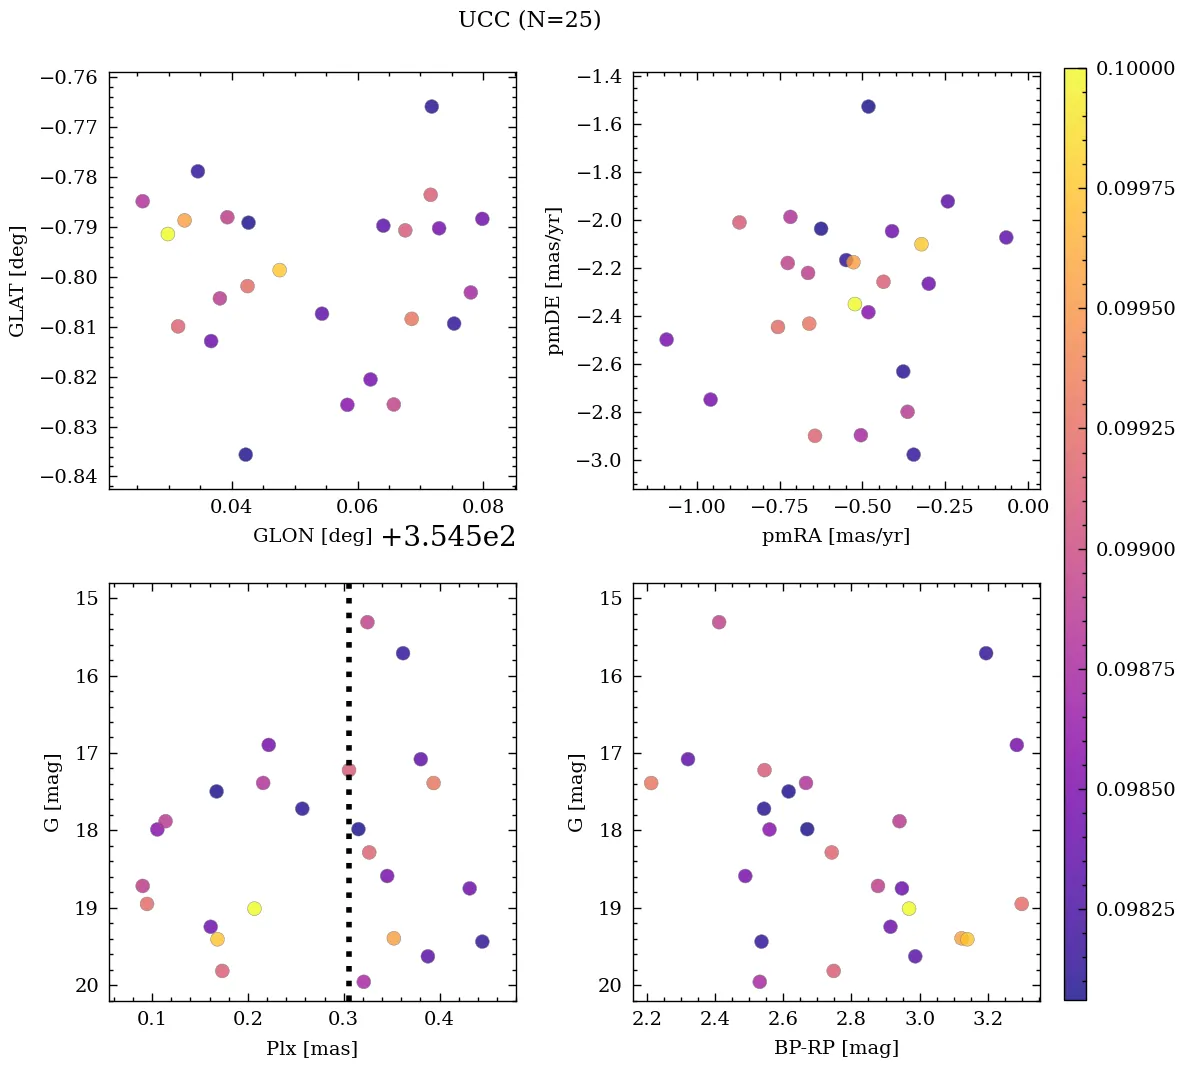 UCC (N=25)
−0.76
−0.77
−0.78
−0.79
−0.80
−0.81
−0.82
−0.83
−0.84
GLAT [deg]
0.04 0.06 0.08
GLON [deg] +3.545e2
−1.4
−1.6
−1.8
−2.0
−2.2
−2.4
−2.6
−2.8
−3.0
pmDE [mas/yr]
−1.00 −0.75 −0.50 −0.25 0.00
pmRA [mas/yr]
15
16
17
18
19
20
G [mag]
0.1 0.2 0.3 0.4
Plx [mas]
15
16
17
18
19
20
G [mag]
2.2 2.4 2.6 2.8 3.0 3.2
BP-RP [mag]
0.10000
0.09975
0.09950
0.09925
0.09900
0.09875
0.09850
0.09825